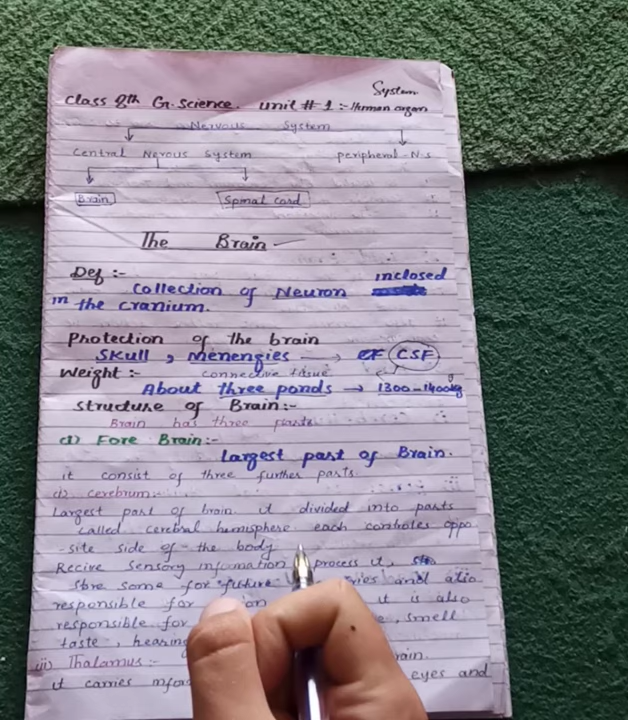 System
Class 8th G.Science. Unit # 1 :- Human organ
Nervous System
Central Nervous System peripheral-N.s
Brain Spinal cord
The Brain
Def :-
Collection of Neuron inclosed
in the cranium.
Protection of the brain
Skull , Menengies → CSF
Weight :- connective tissue
About three ponds → 1300-1400
Structure of Brain:-
Brain has three parts
Fore Brain:-
Largest part of Brain.
it consist of three further parts
cerebrum:-
Largest part of brain it divided into parts
called cerebral hemisphere. each controles oppo
-site side of the body
Recive sensory information process it,
Store some for future and also
responsible for it is also
responsible for , smell
taste , hearing
iii) Thalamus :-
it carries eyes and